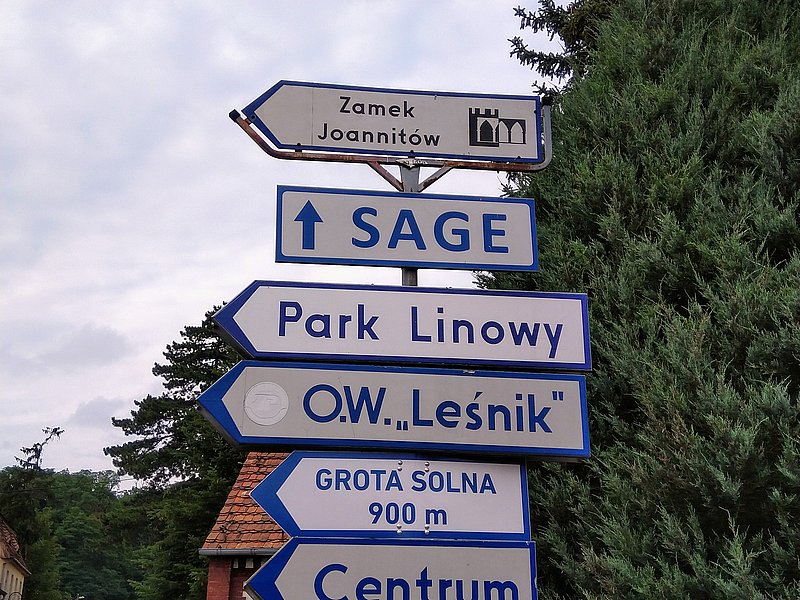 Zamek
Joannitów
SAGE
Park Linowy
O.W. „Leśnik"
GROTA SOLNA
900 m
Centrum